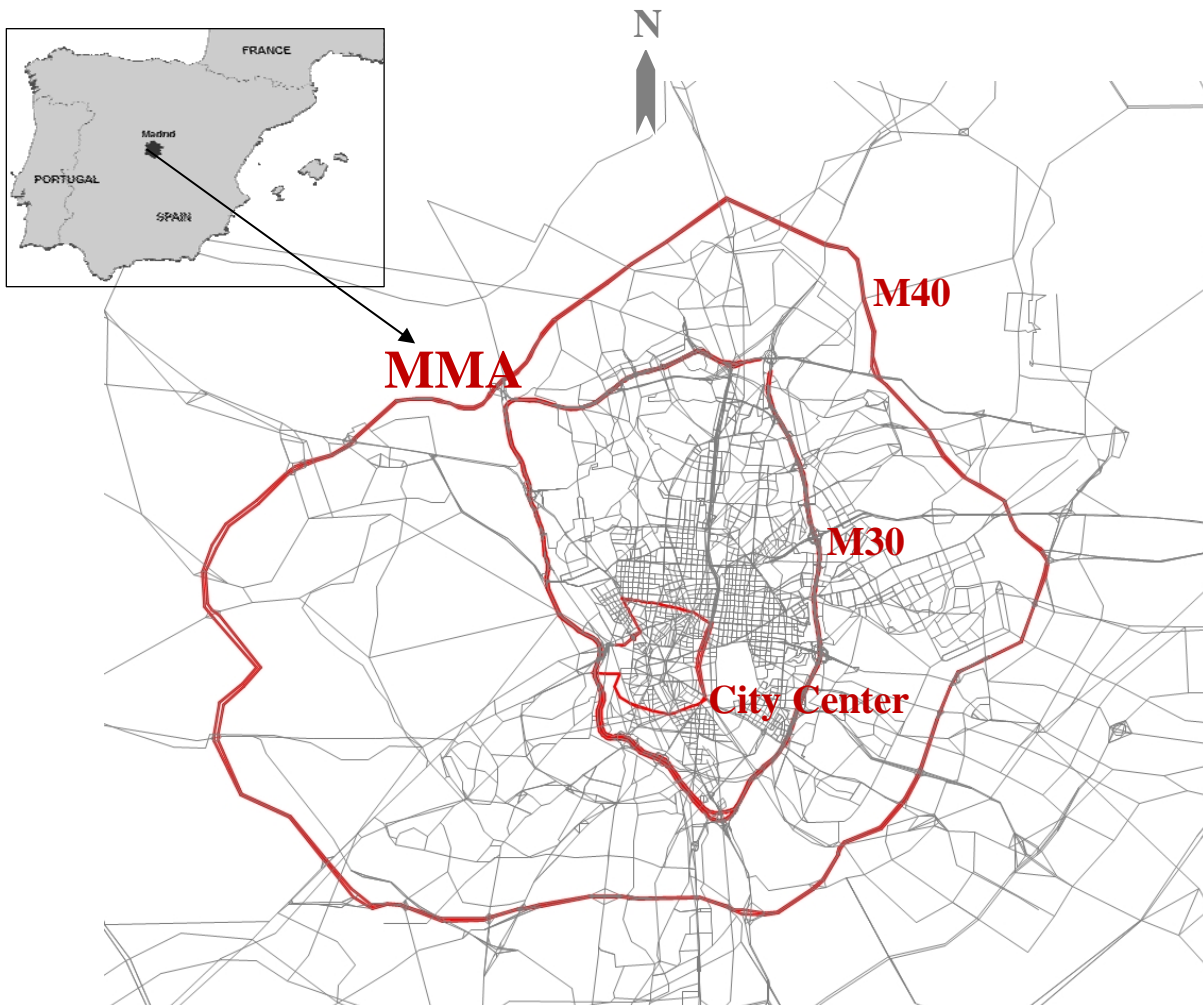 N
FRANCE
Madrid
PORTUGAL
SPAIN
M40
MMA
M30
City Center